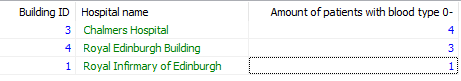 Building ID Hospital name Amount of patients with blood type 0-
3 Chalmers Hospital 4
4 Royal Edinburgh Building 3
1 Royal Infirmary of Edinburgh 1